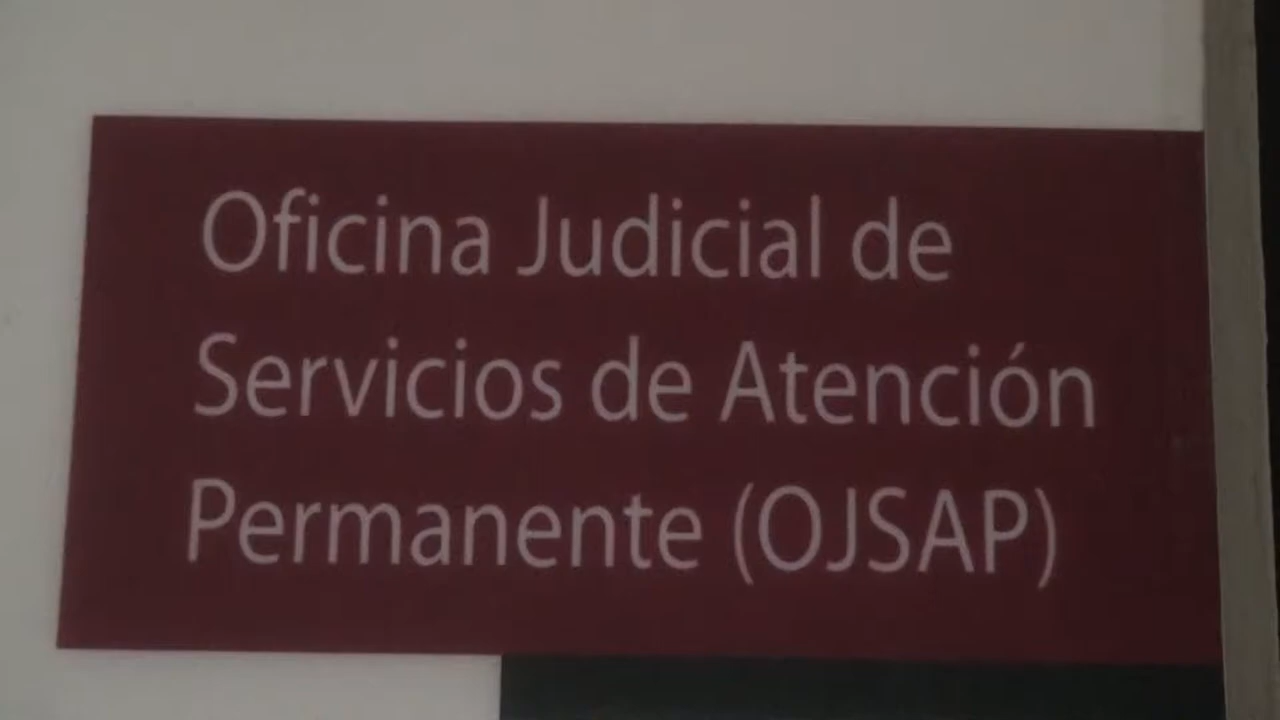 Oficina Judicial de
Servicios de Atención
Permanente (OJSAP)